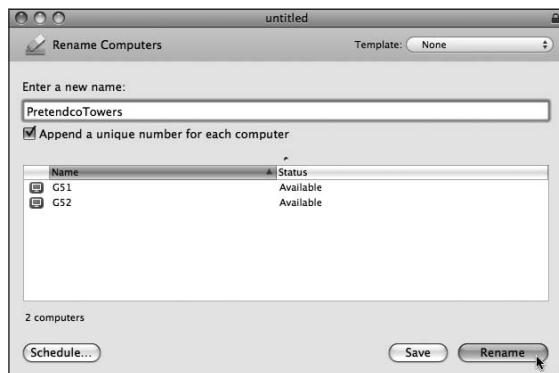 untitled
Rename Computers
Template: None
Enter a new name:
PretendcoTowers
Append a unique number for each computer
Name Status
G51 Available
G52 Available
2 computers
Schedule... Save Rename